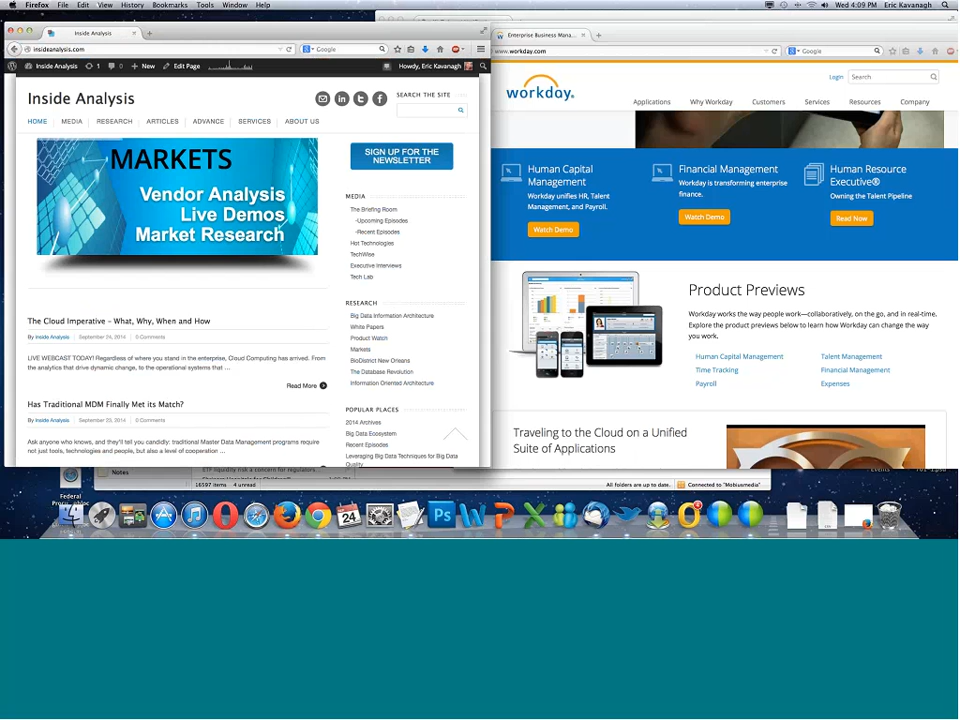 Firefox File Edit View History Bookmarks Tools Window Help
Wed 4:09 PM Eric Kavanagh
Inside Analysis
insideanalysis.com
Google
Inside Analysis 1 0 + New Edit Page
Howdy, Eric Kavanagh
Inside Analysis
SEARCH THE SITE
HOME MEDIA RESEARCH ARTICLES ADVANCE SERVICES ABOUT US
MARKETS
Vendor Analysis
Live Demos
Market Research
SIGN UP FOR THE
NEWSLETTER
MEDIA
The Briefing Room
-Upcoming Episodes
-Recent Episodes
Hot Technologies
TechWise
Executive Interviews
Tech Lab
RESEARCH
Big Data Information Architecture
White Papers
Product Watch
Markets
BioDistrict New Orleans
The Database Revolution
Information Oriented Architecture
POPULAR PLACES
2014 Archives
Big Data Ecosystem
Recent Episodes
Leveraging Big Data Techniques for Big Data
Quality
The Cloud Imperative – What, Why, When and How
By Inside Analysis September 24, 2014 0 Comments
LIVE WEBCAST TODAY! Regardless of where you stand in the enterprise, Cloud Computing has arrived. From
the analytics that drive dynamic change, to the operational systems that ...
Read More
Has Traditional MDM Finally Met its Match?
By Inside Analysis September 23, 2014 0 Comments
Ask anyone who knows, and they'll tell you candidly: traditional Master Data Management programs require
not just tools, technologies and people, but also a level of cooperation ...
Enterprise Business Mana...
www.workday.com
Google
Login Search
workday.
Applications Why Workday Customers Services Resources Company
Human Capital
Management
Workday unifies HR, Talent
Management, and Payroll.
Watch Demo
Financial Management
Workday is transforming enterprise
finance.
Watch Demo
Human Resource
Executive®
Owning the Talent Pipeline
Read Now
Product Previews
Workday works the way people work—collaboratively, on the go, and in real-time.
Explore the product previews below to learn how Workday can change the way
you work.
Human Capital Management
Time Tracking
Payroll
Talent Management
Financial Management
Expenses
Traveling to the Cloud on a Unified
Suite of Applications
Notes
ETF liquidity risk a concern for regulators
16597 items 4 unread
All folders are up to date.
Connected to "Mobiusmedia"
Federal
24
Ps